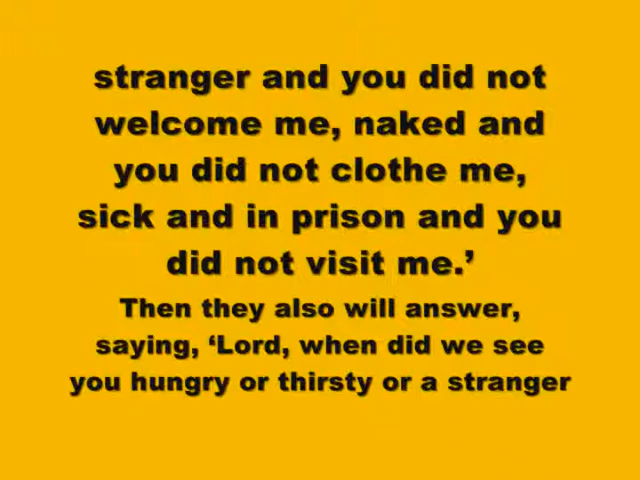 stranger and you did not
welcome me, naked and
you did not clothe me,
sick and in prison and you
did not visit me.’
Then they also will answer,
saying, ‘Lord, when did we see
you hungry or thirsty or a stranger